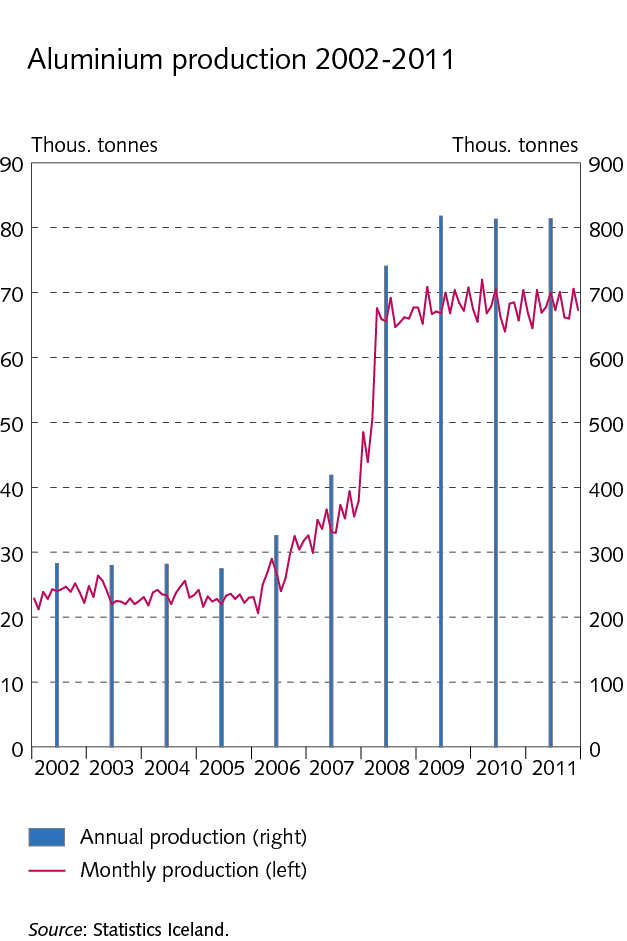 Aluminium production 2002-2011
Thous. tonnes Thous. tonnes
90 900
80 800
70 700
60 600
50 500
40 400
30 300
20 200
10 100
0 0
2002 2003 2004 2005 2006 2007 2008 2009 2010 2011
Annual production (right)
Monthly production (left)
Source: Statistics Iceland.